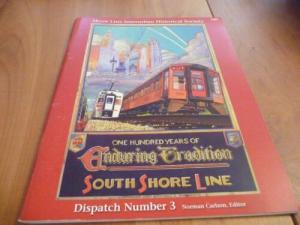 Shore Line Interurban Historical Society
ONE HUNDRED YEARS OF
Enduring Tradition
SOUTH SHORE LINE
Dispatch Number 3 Norman Carlson, Editor